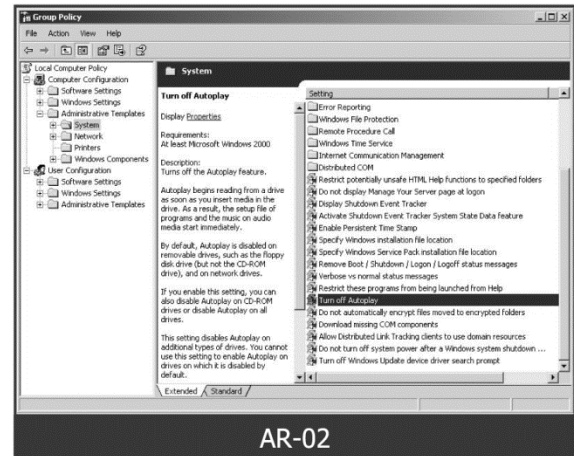 Group Policy
File Action View Help
Local Computer Policy
Computer Configuration
Software Settings
Windows Settings
Administrative Templates
System
Network
Printers
Windows Components
User Configuration
Software Settings
Windows Settings
Administrative Templates
System
Turn off Autoplay
Display Properties
Requirements:
At least Microsoft Windows 2000
Description:
Turns off the Autoplay feature.
Autoplay begins reading from a drive
as soon as you insert media in the
drive. As a result, the setup file of
programs and the music on audio
media start immediately.
By default, Autoplay is disabled on
removable drives, such as the floppy
disk drive (but not the CD-ROM
drive), and on network drives.
If you enable this setting, you can
also disable Autoplay on CD-ROM
drives or disable Autoplay on all
drives.
This setting disables Autoplay on
additional types of drives. You cannot
use this setting to enable Autoplay on
drives on which it is disabled by
default.
Setting
Error Reporting
Windows File Protection
Remote Procedure Call
Windows Time Service
Internet Communication Management
Distributed COM
Restrict potentially unsafe HTML Help functions to specified folders
Do not display Manage Your Server page at logon
Display Shutdown Event Tracker
Activate Shutdown Event Tracker System State Data feature
Enable Persistent Time Stamp
Specify Windows installation file location
Specify Windows Service Pack installation file location
Remove Boot / Shutdown / Logon / Logoff status messages
Verbose vs normal status messages
Restrict these programs from being launched from Help
Turn off Autoplay
Do not automatically encrypt files moved to encrypted folders
Download missing COM components
Allow Distributed Link Tracking clients to use domain resources
Do not turn off system power after a Windows system shutdown ...
Turn off Windows Update device driver search prompt
Extended Standard
AR-02